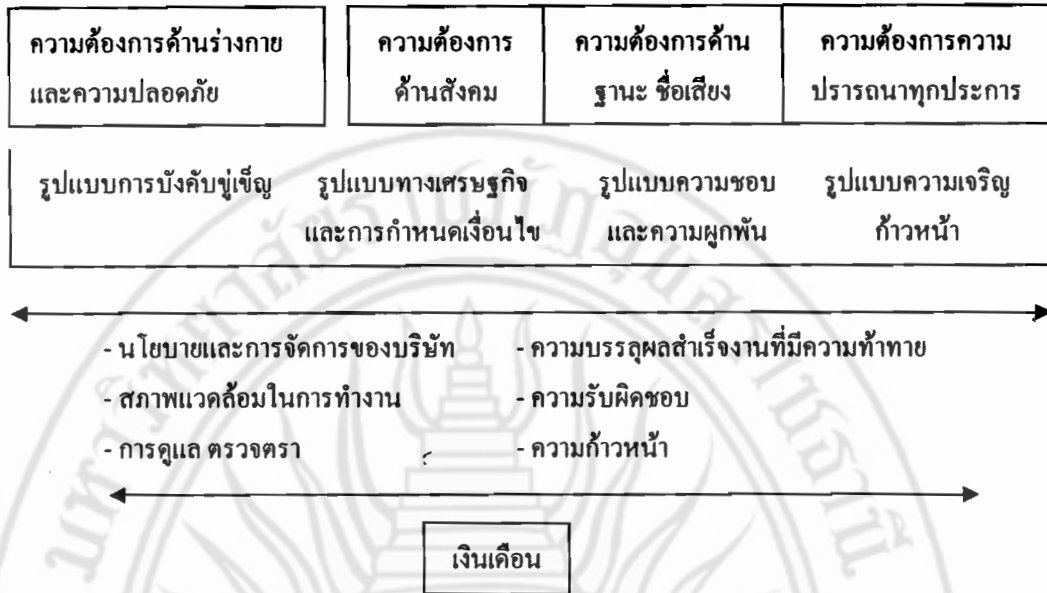 ความต้องการด้านร่างกาย
และความปลอดภัย
ความต้องการ
ด้านสังคม
ความต้องการด้าน
ฐานะ ชื่อเสียง
ความต้องการความ
ปรารถนาทุกประการ
รูปแบบการบังคับขู่เข็ญ
รูปแบบทางเศรษฐกิจ
และการกำหนดเงื่อนไข
รูปแบบความชอบ
และความผูกพัน
รูปแบบความเจริญ
ก้าวหน้า
- นโยบายและการจัดการของบริษัท
- สภาพแวดล้อมในการทำงาน
- การดูแล ตรวจตรา
- ความบรรลุผลสำเร็จงานที่มีความท้าทาย
- ความรับผิดชอบ
- ความก้าวหน้า
เงินเดือน